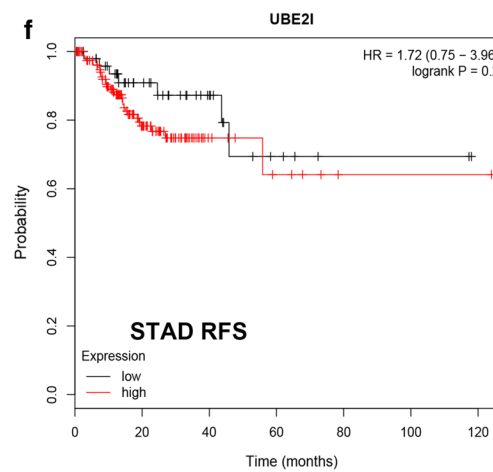 f
UBE2I
HR = 1.72 (0.75 − 3.96
logrank P = 0.
1.0
0.8
0.6
0.4
0.2
0.0
Probability
STAD RFS
Expression
low
high
0 20 40 60 80 100 120
Time (months)